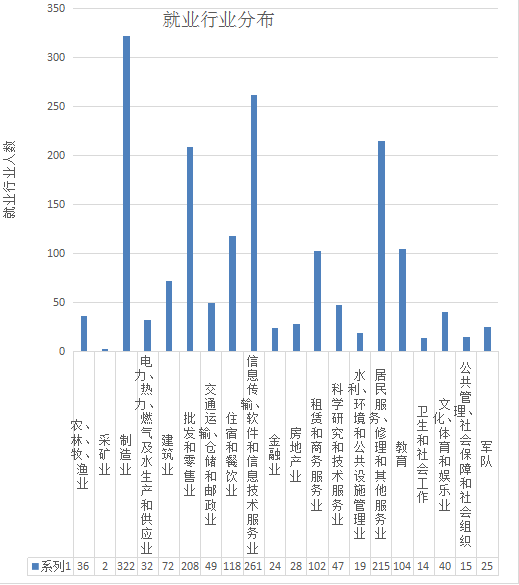 就业行业分布
350
300
250
200
150
100
50
0
就业行业人数
农、林、牧、渔业
采矿业
制造业
电力、热力、燃气及水生产和供应业
建筑业
批发和零售业
交通运输、仓储和邮政业
住宿和餐饮业
信息传输、软件和信息技术服务业
金融业
房地产业
租赁和商务服务业
科学研究和技术服务业
水利、环境和公共设施管理业
居民服务、修理和其他服务业
教育
卫生和社会工作
文化、体育和娱乐业
公共管理、社会保障和社会组织
军队
系列1 36 2 322 32 72 208 49 118 261 24 28 102 47 19 215 104 14 40 15 25